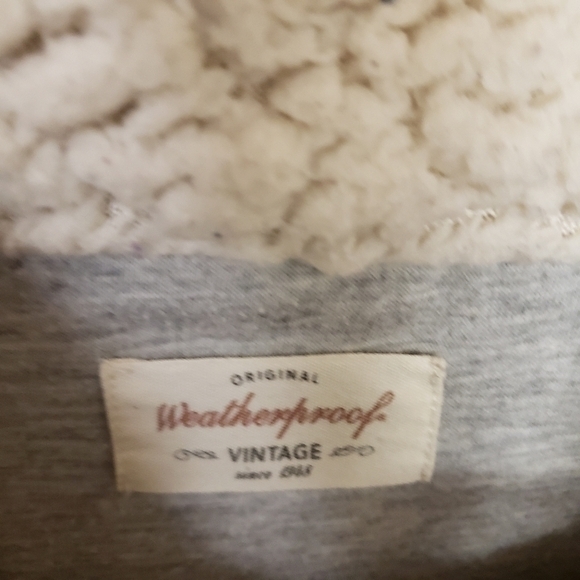 ORIGINAL
Weatherproof
VINTAGE
since 1948